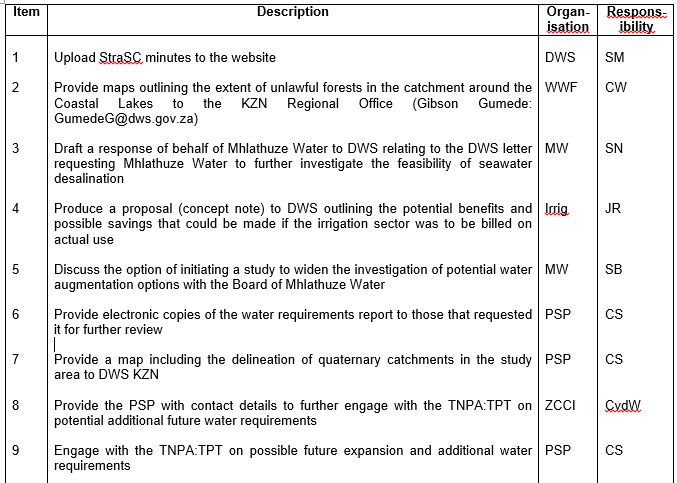 Item Description Organ- Respons-
isation ibility
1 Upload StraSC minutes to the website DWS SM
2 Provide maps outlining the extent of unlawful forests in the catchment around the WWF CW
Coastal Lakes to the KZN Regional Office (Gibson Gumede:
GumedeG@dws.gov.za)
3 Draft a response of behalf of Mhlathuze Water to DWS relating to the DWS letter MW SN
requesting Mhlathuze Water to further investigate the feasibility of seawater
desalination
4 Produce a proposal (concept note) to DWS outlining the potential benefits and Irrig. JR
possible savings that could be made if the irrigation sector was to be billed on
actual use
5 Discuss the option of initiating a study to widen the investigation of potential water MW SB
augmentation options with the Board of Mhlathuze Water
6 Provide electronic copies of the water requirements report to those that requested PSP CS
it for further review
7 Provide a map including the delineation of quaternary catchments in the study PSP CS
area to DWS KZN
8 Provide the PSP with contact details to further engage with the TNPA:TPT on ZCCI CvdW
potential additional future water requirements
9 Engage with the TNPA:TPT on possible future expansion and additional water PSP CS
requirements